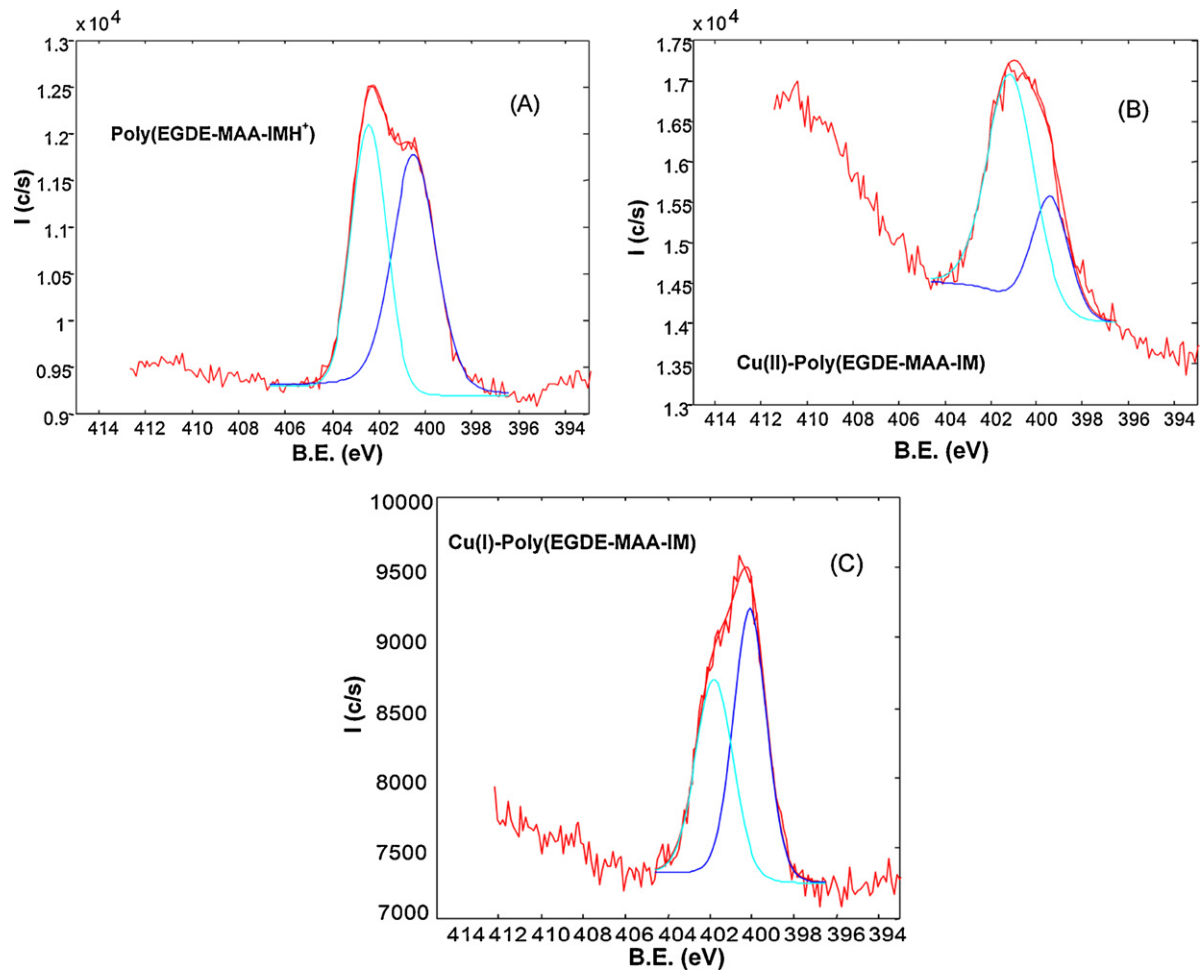 x 10⁴
1.3
1.25
1.2
1.15
1.1
1.05
1
0.95
0.9
I (c/s)
Poly(EGDE-MAA-IMH⁺)
(A)
414 412 410 408 406 404 402 400 398 396 394
B.E. (eV)
x 10⁴
1.75
1.7
1.65
1.6
1.55
1.5
1.45
1.4
1.35
1.3
I (c/s)
(B)
Cu(II)-Poly(EGDE-MAA-IM)
414 412 410 408 406 404 402 400 398 396 394
B.E. (eV)
10000
9500
9000
8500
8000
7500
7000
I (c/s)
Cu(I)-Poly(EGDE-MAA-IM)
(C)
414 412 410 408 406 404 402 400 398 396 394
B.E. (eV)